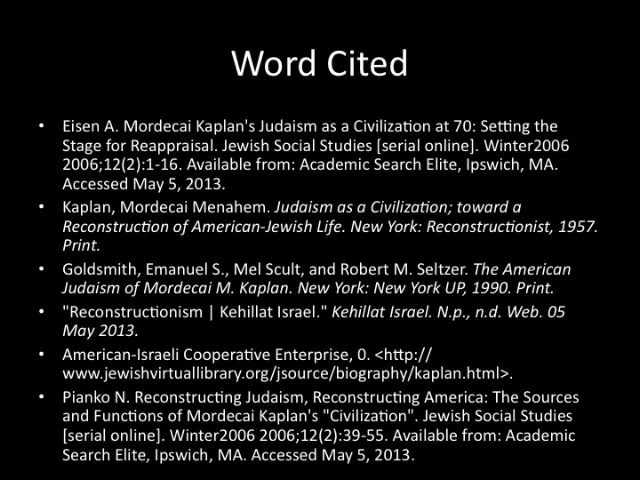 Word Cited
• Eisen A. Mordecai Kaplan's Judaism as a Civilization at 70: Setting the
Stage for Reappraisal. Jewish Social Studies [serial online]. Winter2006
2006;12(2):1-16. Available from: Academic Search Elite, Ipswich, MA.
Accessed May 5, 2013.
• Kaplan, Mordecai Menahem. Judaism as a Civilization; toward a
Reconstruction of American-Jewish Life. New York: Reconstructionist, 1957.
Print.
• Goldsmith, Emanuel S., Mel Scult, and Robert M. Seltzer. The American
Judaism of Mordecai M. Kaplan. New York: New York UP, 1990. Print.
• "Reconstructionism | Kehillat Israel." Kehillat Israel. N.p., n.d. Web. 05
May 2013.
• American-Israeli Cooperative Enterprise, 0. <http://
www.jewishvirtuallibrary.org/jsource/biography/kaplan.html>.
• Pianko N. Reconstructing Judaism, Reconstructing America: The Sources
and Functions of Mordecai Kaplan's "Civilization". Jewish Social Studies
[serial online]. Winter2006 2006;12(2):39-55. Available from: Academic
Search Elite, Ipswich, MA. Accessed May 5, 2013.